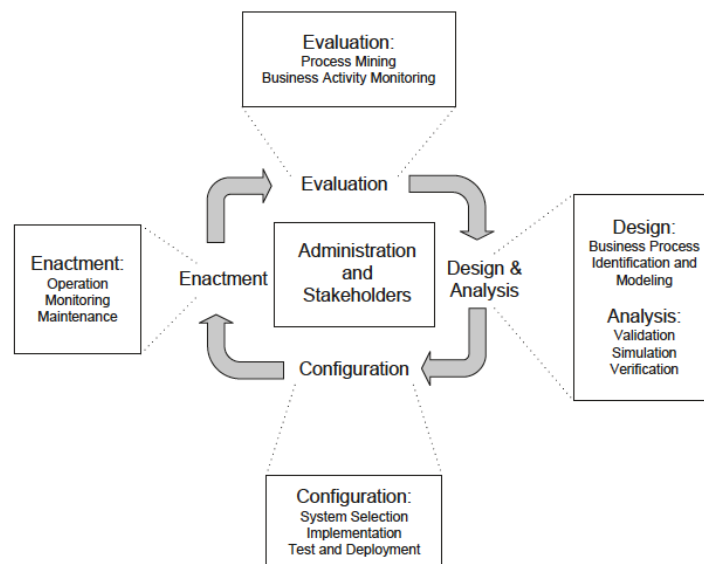 Evaluation:
Process Mining
Business Activity Monitoring
Evaluation
Administration
and
Stakeholders
Enactment:
Operation
Monitoring
Maintenance
Enactment
Design &
Analysis
Design:
Business Process
Identification and
Modeling
Analysis:
Validation
Simulation
Verification
Configuration
Configuration:
System Selection
Implementation
Test and Deployment